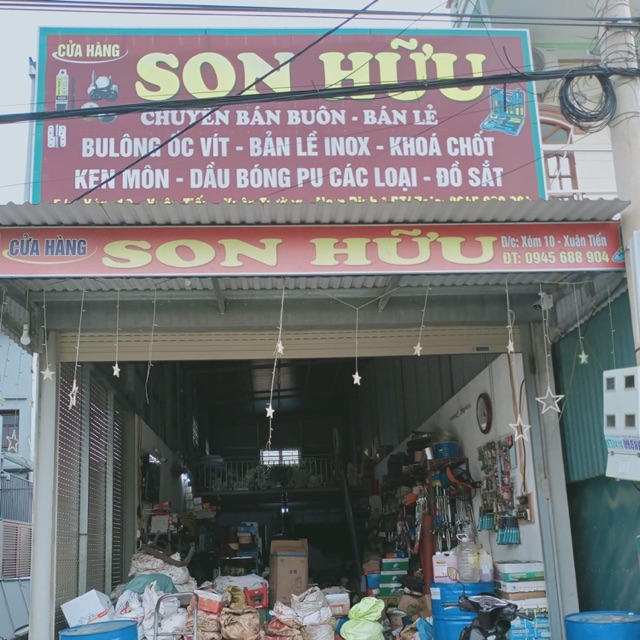 CỬA HÀNG
SON HỮU
CHUYÊN BÁN BUÔN - BÁN LẺ
BULÔNG ÓC VÍT - BẢN LỀ INOX - KHOÁ CHỐT
KEN MÔN - DẦU BÓNG PU CÁC LOẠI - ĐỒ SẮT
CỬA HÀNG
SON HỮU
Đ/c: Xóm 10 - Xuân Tiến
ĐT: 0945 688 904